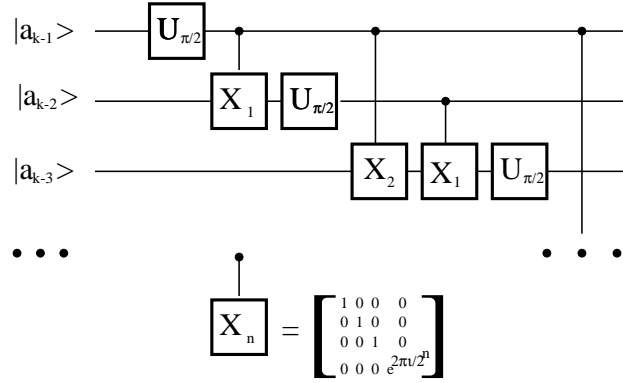 |a_{k-1}> U_{π/2}
|a_{k-2}> X_1 U_{π/2}
|a_{k-3}> X_2 X_1 U_{π/2}
• • • • • •
X_n = [ 1 0 0 0
0 1 0 0
0 0 1 0
0 0 0 e^{2πι/2^n} ]